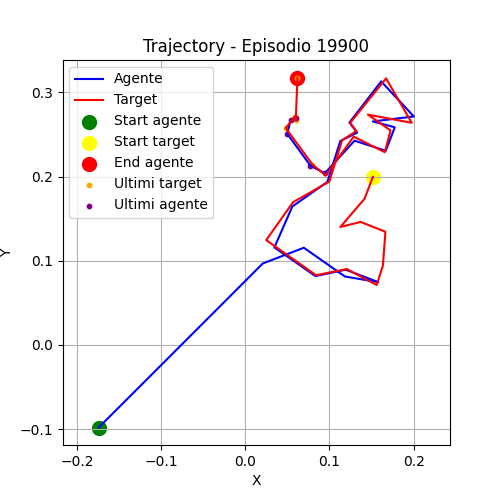 Trajectory - Episodio 19900
Agente
Target
Start agente
Start target
End agente
Ultimi target
Ultimi agente
Y
0.3
0.2
0.1
0.0
−0.1
−0.2
−0.1
0.0
0.1
0.2
X